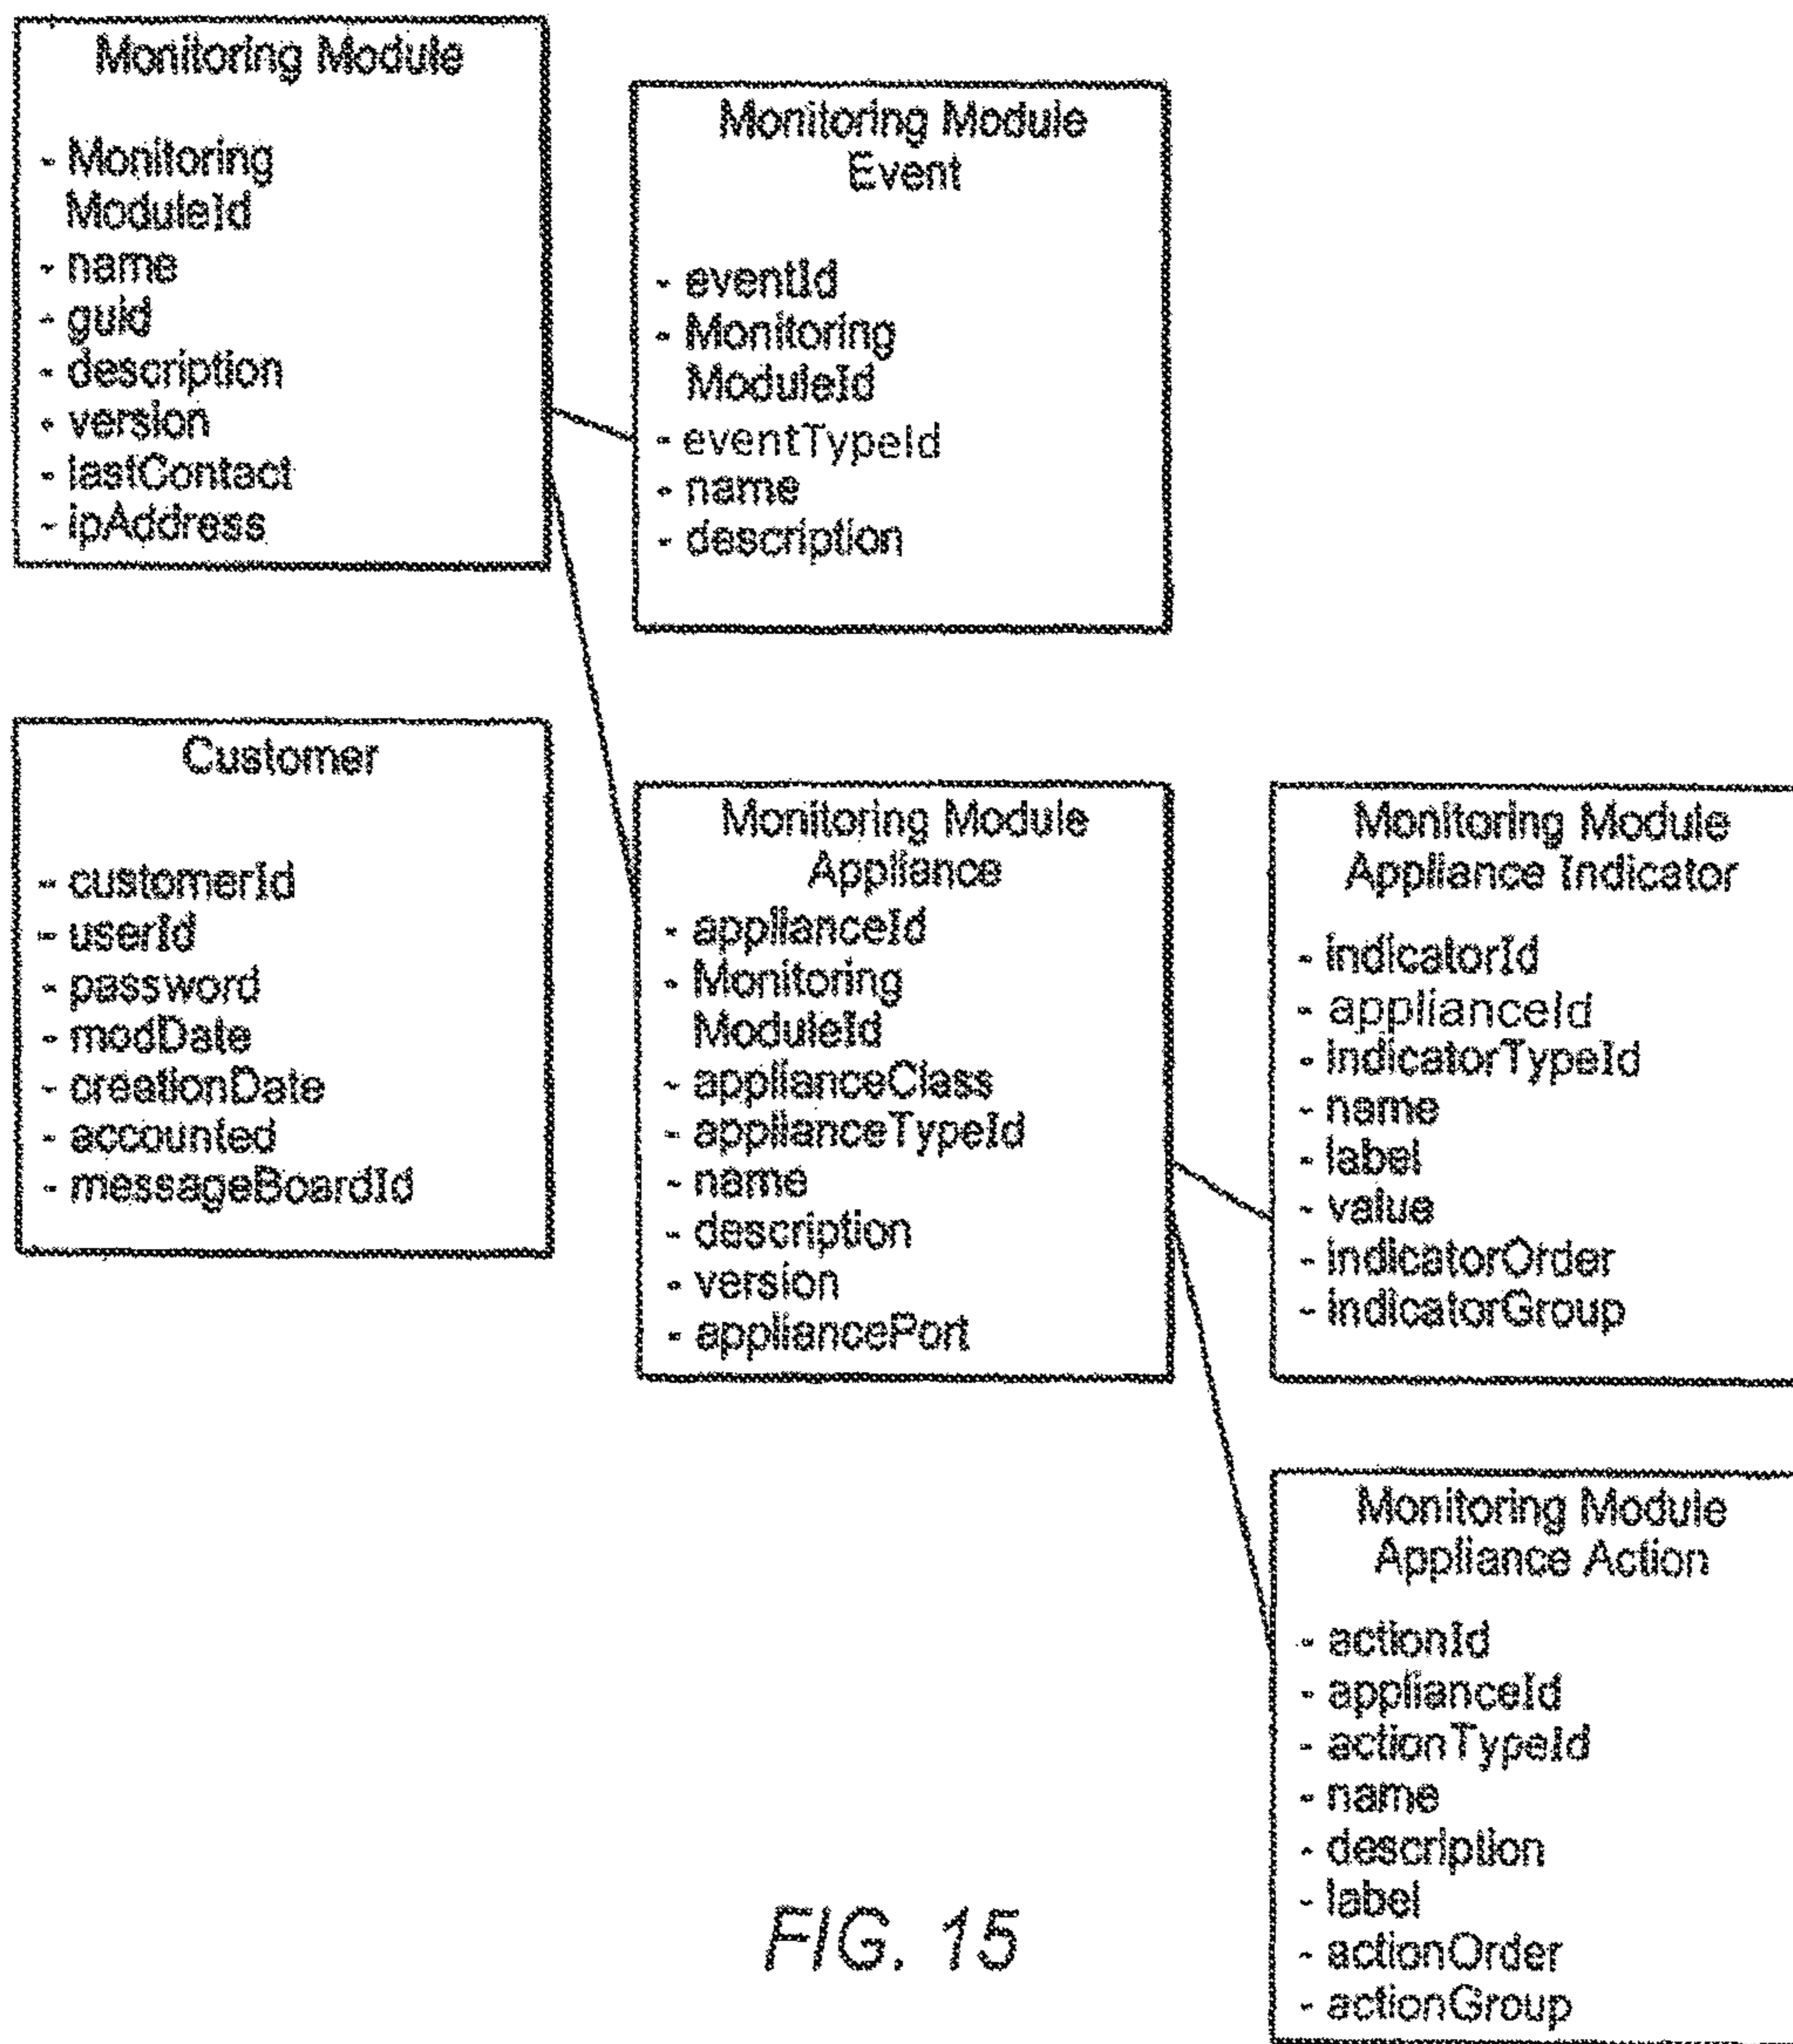 Monitoring Module
- Monitoring
ModuleId
- name
- guid
- description
- version
- lastContact
- ipAddress
Monitoring Module
Event
- eventId
- Monitoring
ModuleId
- eventTypeId
- name
- description
Customer
- customerId
- userId
- password
- modDate
- creationDate
- accounted
- messageBoardId
Monitoring Module
Appliance
- applianceId
- Monitoring
ModuleId
- applianceClass
- applianceTypeId
- name
- description
- version
- appliancePort
Monitoring Module
Appliance Indicator
- indicatorId
- applianceId
- indicatorTypeId
- name
- label
- value
- indicatorOrder
- indicatorGroup
Monitoring Module
Appliance Action
- actionId
- applianceId
- actionTypeId
- name
- description
- label
- actionOrder
- actionGroup
FIG. 15